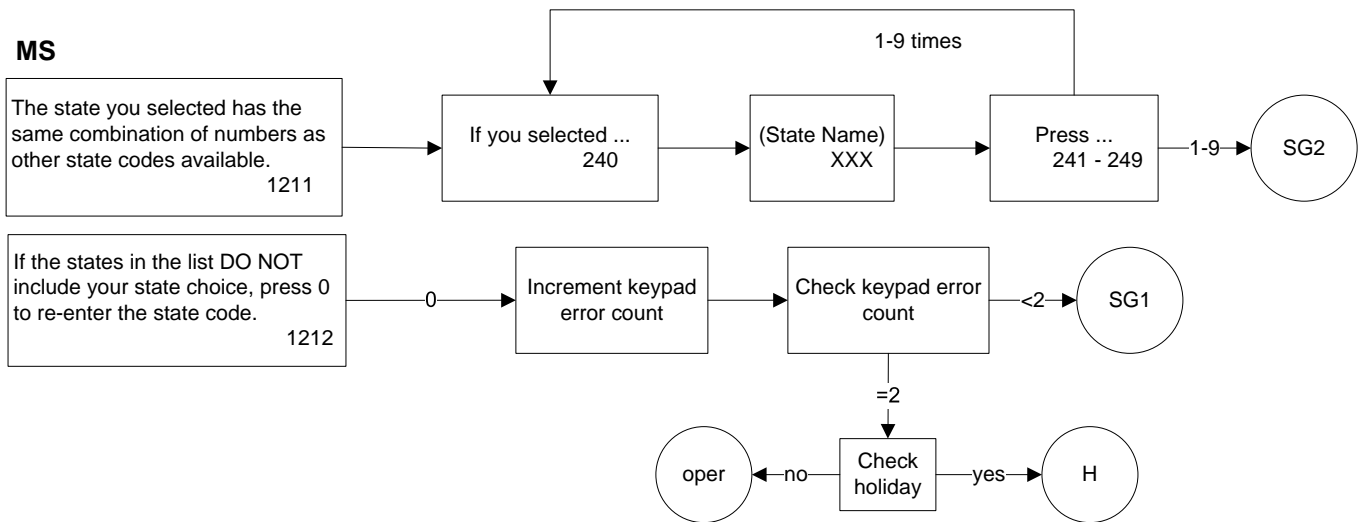 MS
1-9 times
The state you selected has the
same combination of numbers as
other state codes available.
1211
If you selected ...
240
(State Name)
XXX
Press ...
241 - 249
1-9
SG2
If the states in the list DO NOT
include your state choice, press 0
to re-enter the state code.
1212
0
Increment keypad
error count
Check keypad error
count
<2
SG1
=2
oper
no
Check
holiday
yes
H